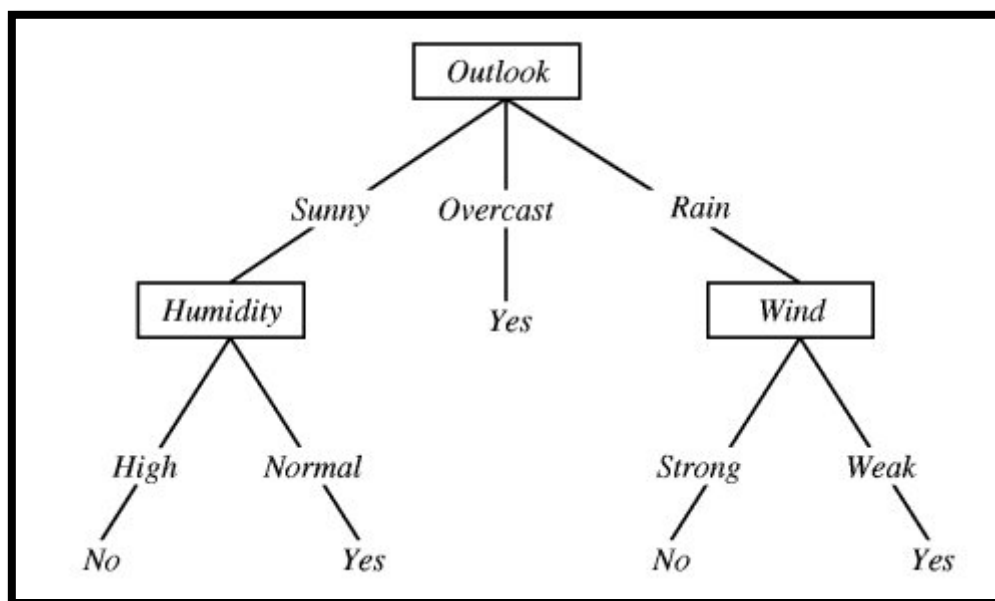 Outlook
Sunny Overcast Rain
Humidity Yes Wind
High Normal Strong Weak
No Yes No Yes